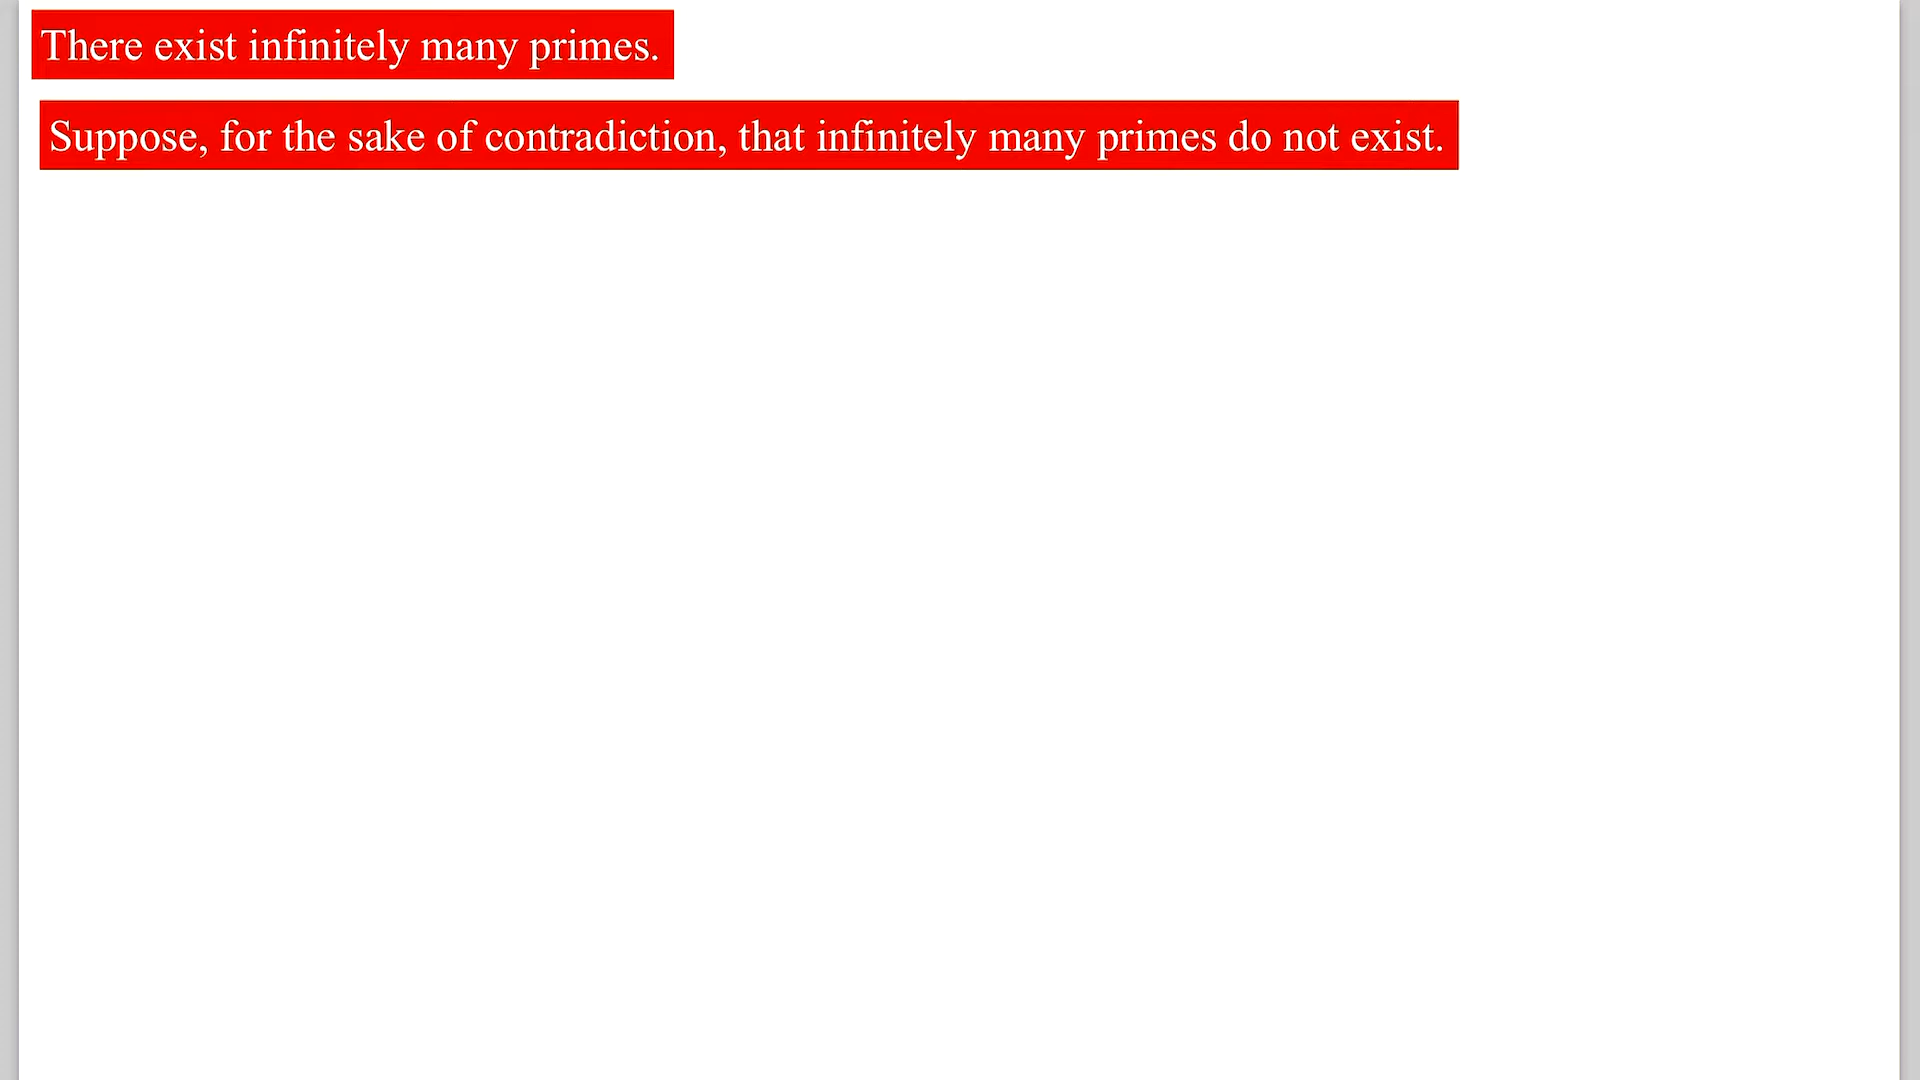 There exist infinitely many primes.
Suppose, for the sake of contradiction, that infinitely many primes do not exist.